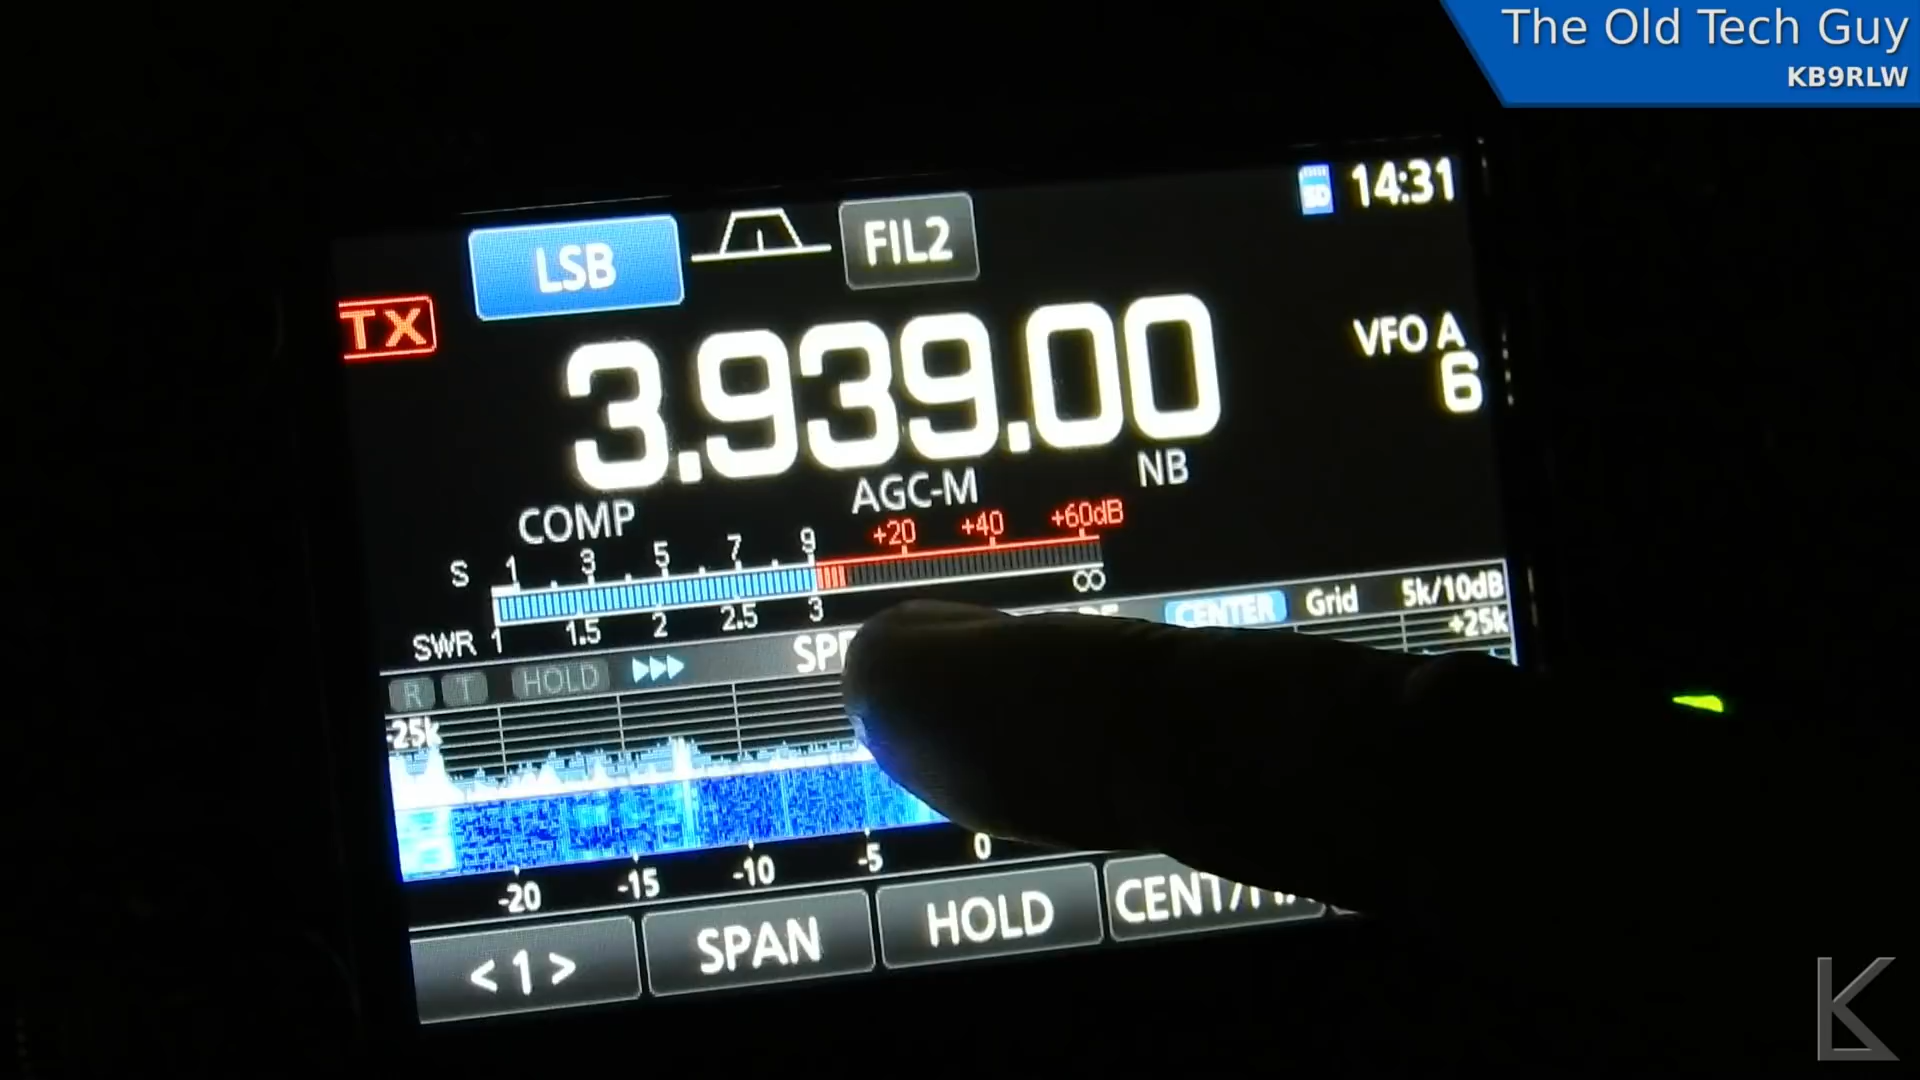 The Old Tech Guy
KB9RLW
SD 14:31
LSB FIL2
TX
3.939.00
VFO A
6
COMP AGC-M NB
S 1 3 5 7 9 +20 +40 +60dB
SWR 1 1.5 2 2.5 3 ∞
CENTER Grid 5k/10dB
R T HOLD
-25k +25k
-20 -15 -10 -5 0
<1> SPAN HOLD